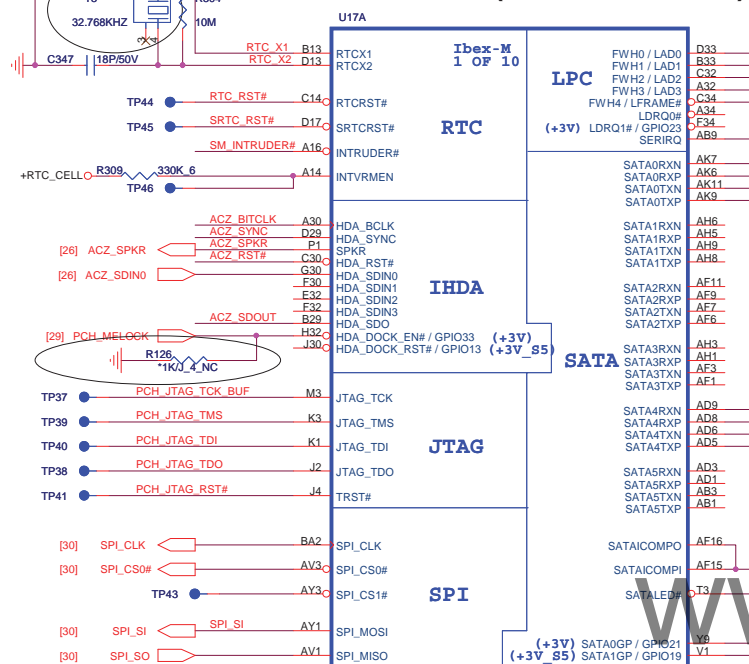 U17A
32.768KHZ
10M
C347 18P/50V
RTC_X1 B13 RTCX1
RTC_X2 D13 RTCX2
Ibex-M
1 OF 10
TP44 RTC_RST# C14 RTCRST#
TP45 SRTC_RST# D17 SRTCRST#
SM_INTRUDER# A16 INTRUDER#
+RTC_CELL R309 330K_6 A14 INTVRMEN
TP46
RTC
LPC
FWH0 / LAD0 D33
FWH1 / LAD1 B33
FWH2 / LAD2 C32
FWH3 / LAD3 A32
FWH4 / LFRAME# C34
LDRQ0# A34
(+3V) LDRQ1# / GPIO23 F34
SERIRQ AB9
ACZ_BITCLK A30 HDA_BCLK
ACZ_SYNC D29 HDA_SYNC
[26] ACZ_SPKR ACZ_SPKR P1 SPKR
ACZ_RST# C30 HDA_RST#
[26] ACZ_SDIN0 G30 HDA_SDIN0
F30 HDA_SDIN1
E32 HDA_SDIN2
F32 HDA_SDIN3
ACZ_SDOUT B29 HDA_SDO
[29] PCH_MELOCK H32 HDA_DOCK_EN# / GPIO33 (+3V)
J30 HDA_DOCK_RST# / GPIO13 (+3V_S5)
R126
*1K/J_4_NC
IHDA
SATA
SATA0RXN AK7
SATA0RXP AK6
SATA0TXN AK11
SATA0TXP AK9
SATA1RXN AH6
SATA1RXP AH5
SATA1TXN AH9
SATA1TXP AH8
SATA2RXN AF11
SATA2RXP AF9
SATA2TXN AF7
SATA2TXP AF6
SATA3RXN AH3
SATA3RXP AH1
SATA3TXN AF3
SATA3TXP AF1
SATA4RXN AD9
SATA4RXP AD8
SATA4TXN AD6
SATA4TXP AD5
SATA5RXN AD3
SATA5RXP AD1
SATA5TXN AB3
SATA5TXP AB1
SATAICOMPO AF16
SATAICOMPI AF15
SATALED# T3
(+3V) SATA0GP / GPIO21 Y9
(+3V_S5) SATA1GP / GPIO19 V1
TP37 PCH_JTAG_TCK_BUF M3 JTAG_TCK
TP39 PCH_JTAG_TMS K3 JTAG_TMS
TP40 PCH_JTAG_TDI K1 JTAG_TDI
TP38 PCH_JTAG_TDO J2 JTAG_TDO
TP41 PCH_JTAG_RST# J4 TRST#
JTAG
[30] SPI_CLK BA2 SPI_CLK
[30] SPI_CS0# AV3 SPI_CS0#
TP43 AY3 SPI_CS1#
[30] SPI_SI SPI_SI AY1 SPI_MOSI
[30] SPI_SO AV1 SPI_MISO
SPI